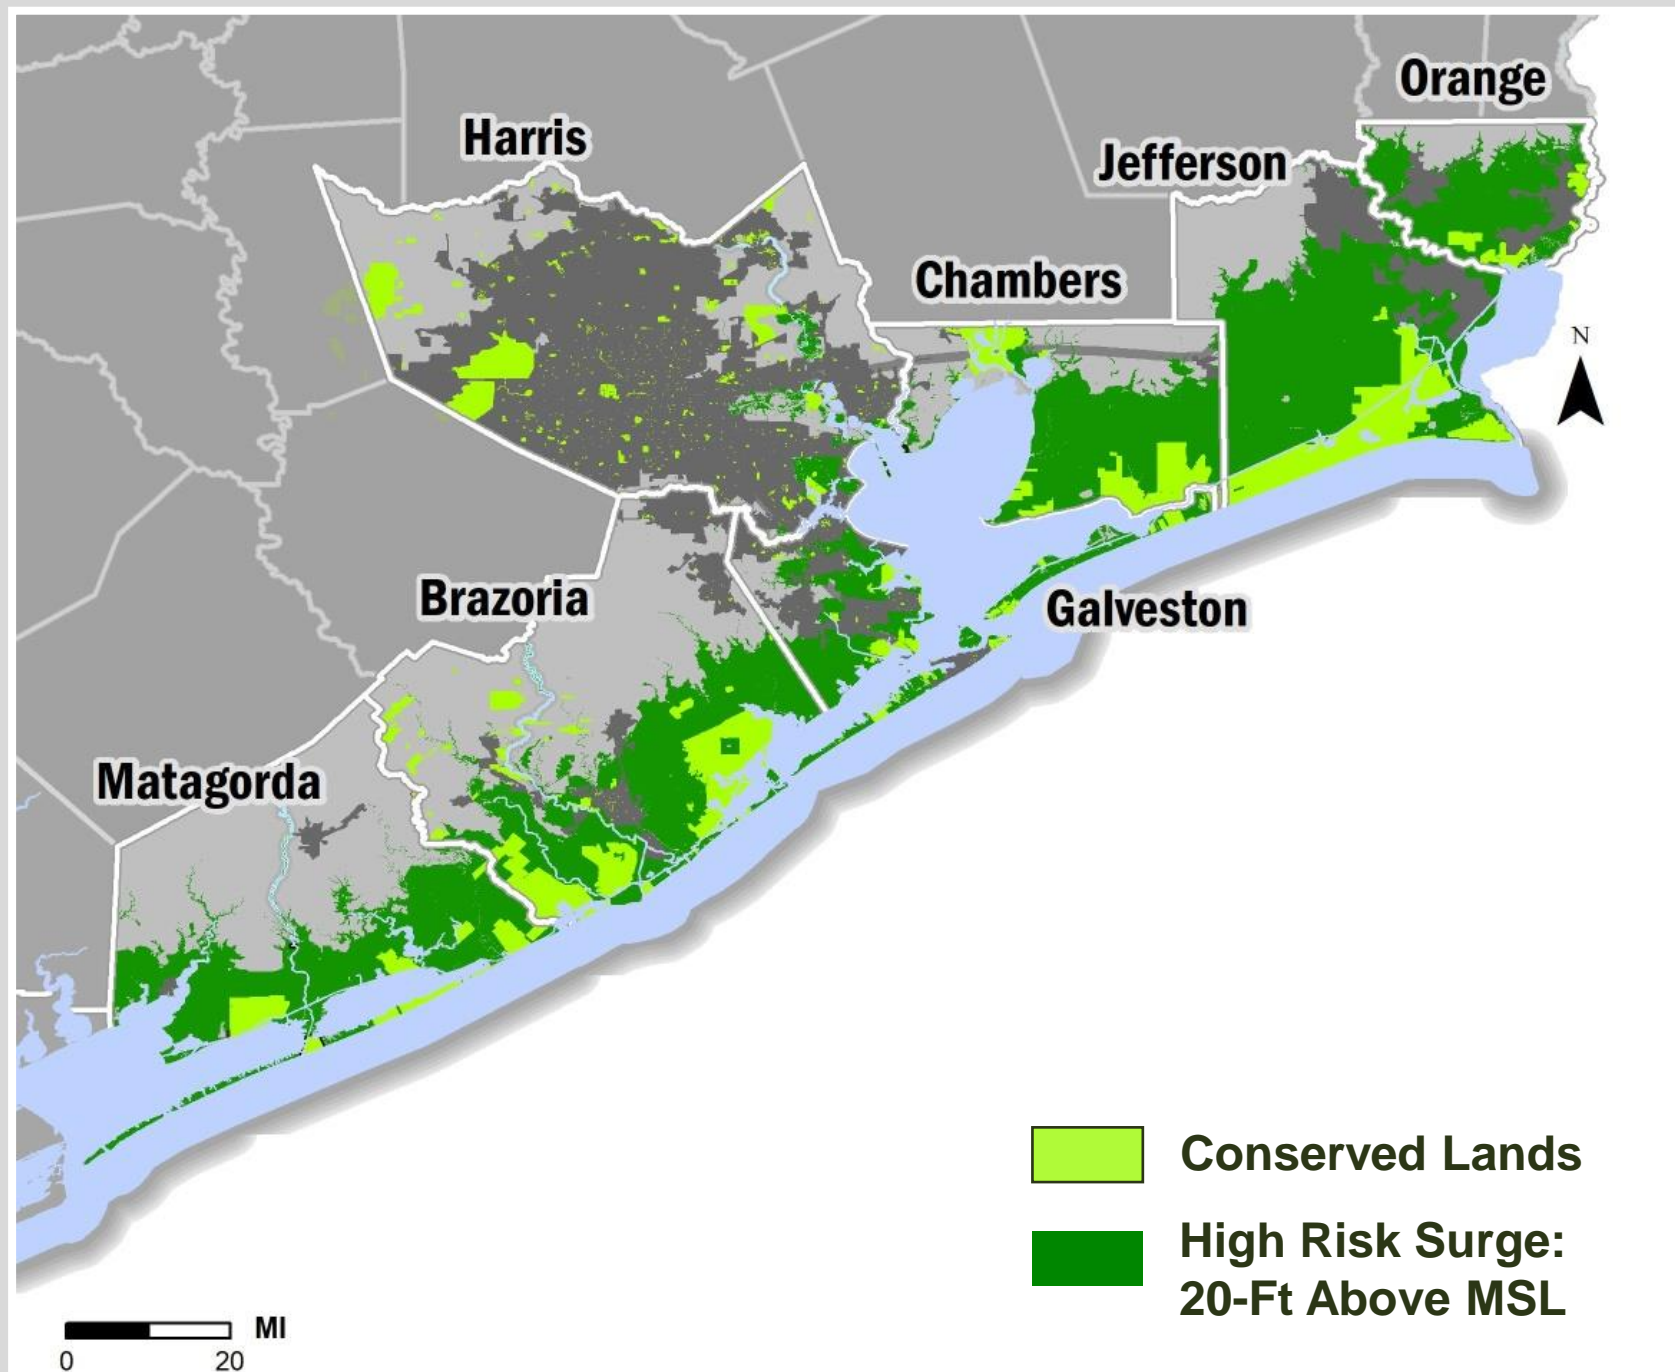 Orange
Harris
Jefferson
Chambers
N
Brazoria
Galveston
Matagorda
Conserved Lands
High Risk Surge:
20-Ft Above MSL
MI
0 20